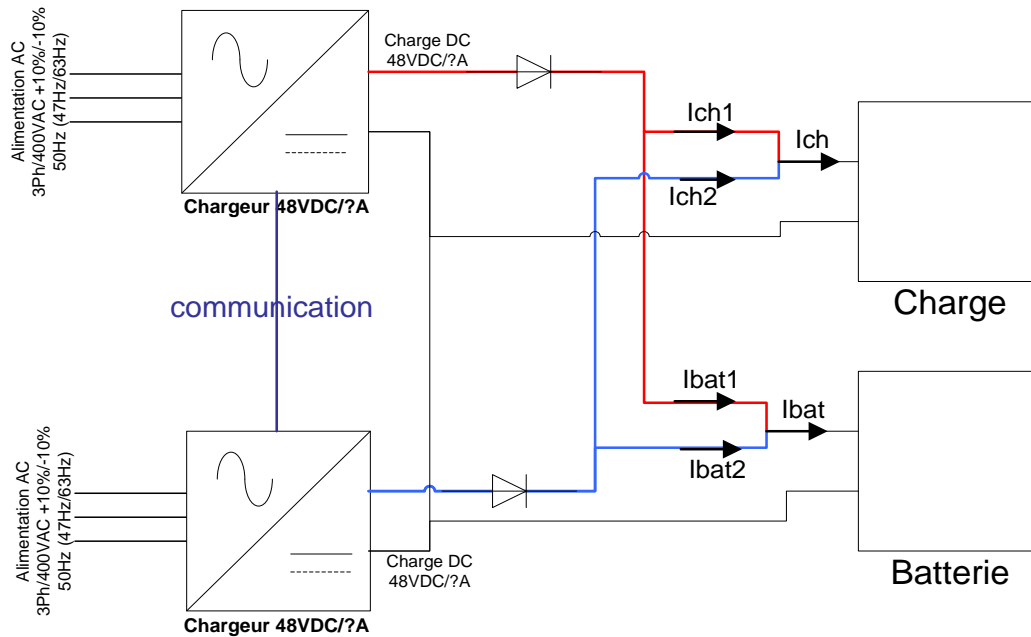 Alimentation AC
3Ph/400VAC +10%/-10%
50Hz (47Hz/63Hz)
Charge DC
48VDC/?A
Chargeur 48VDC/?A
Ich1
Ich
Ich2
Charge
communication
Ibat1
Ibat
Ibat2
Batterie
Alimentation AC
3Ph/400VAC +10%/-10%
50Hz (47Hz/63Hz)
Charge DC
48VDC/?A
Chargeur 48VDC/?A